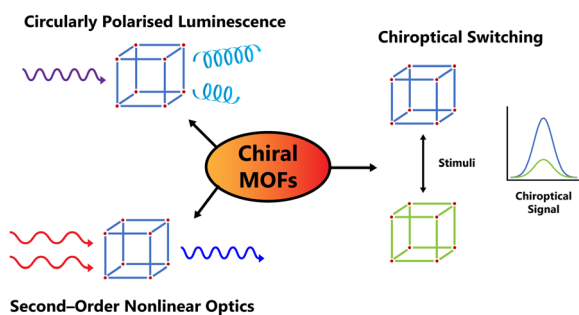 Circularly Polarised Luminescence
Chiroptical Switching
Chiral
MOFs
Stimuli
Chiroptical
Signal
Second–Order Nonlinear Optics